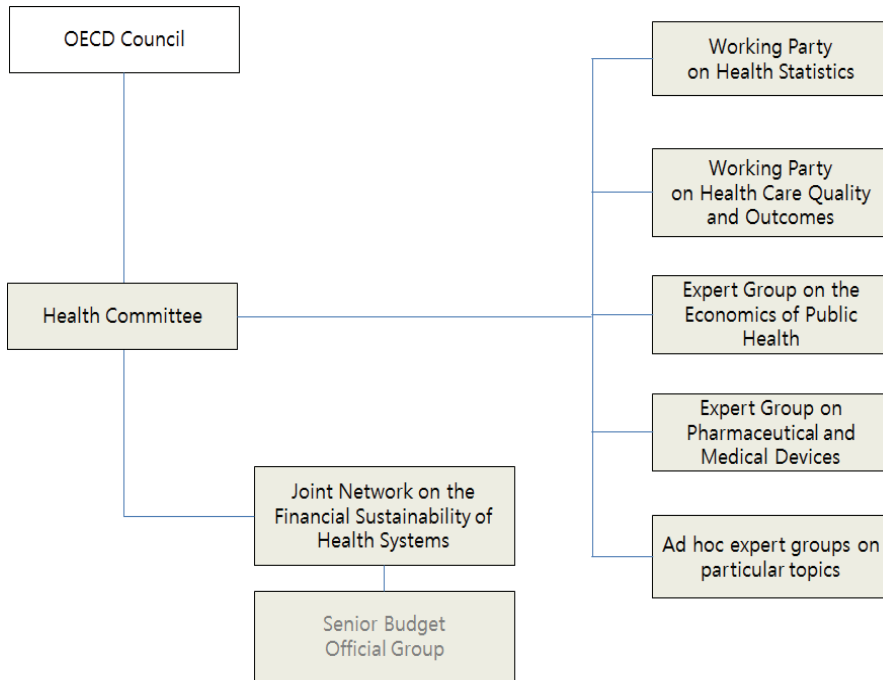 OECD Council
Working Party
on Health Statistics
Working Party
on Health Care Quality
and Outcomes
Health Committee
Expert Group on the
Economics of Public
Health
Expert Group on
Pharmaceutical and
Medical Devices
Joint Network on the
Financial Sustainability of
Health Systems
Ad hoc expert groups on
particular topics
Senior Budget
Official Group